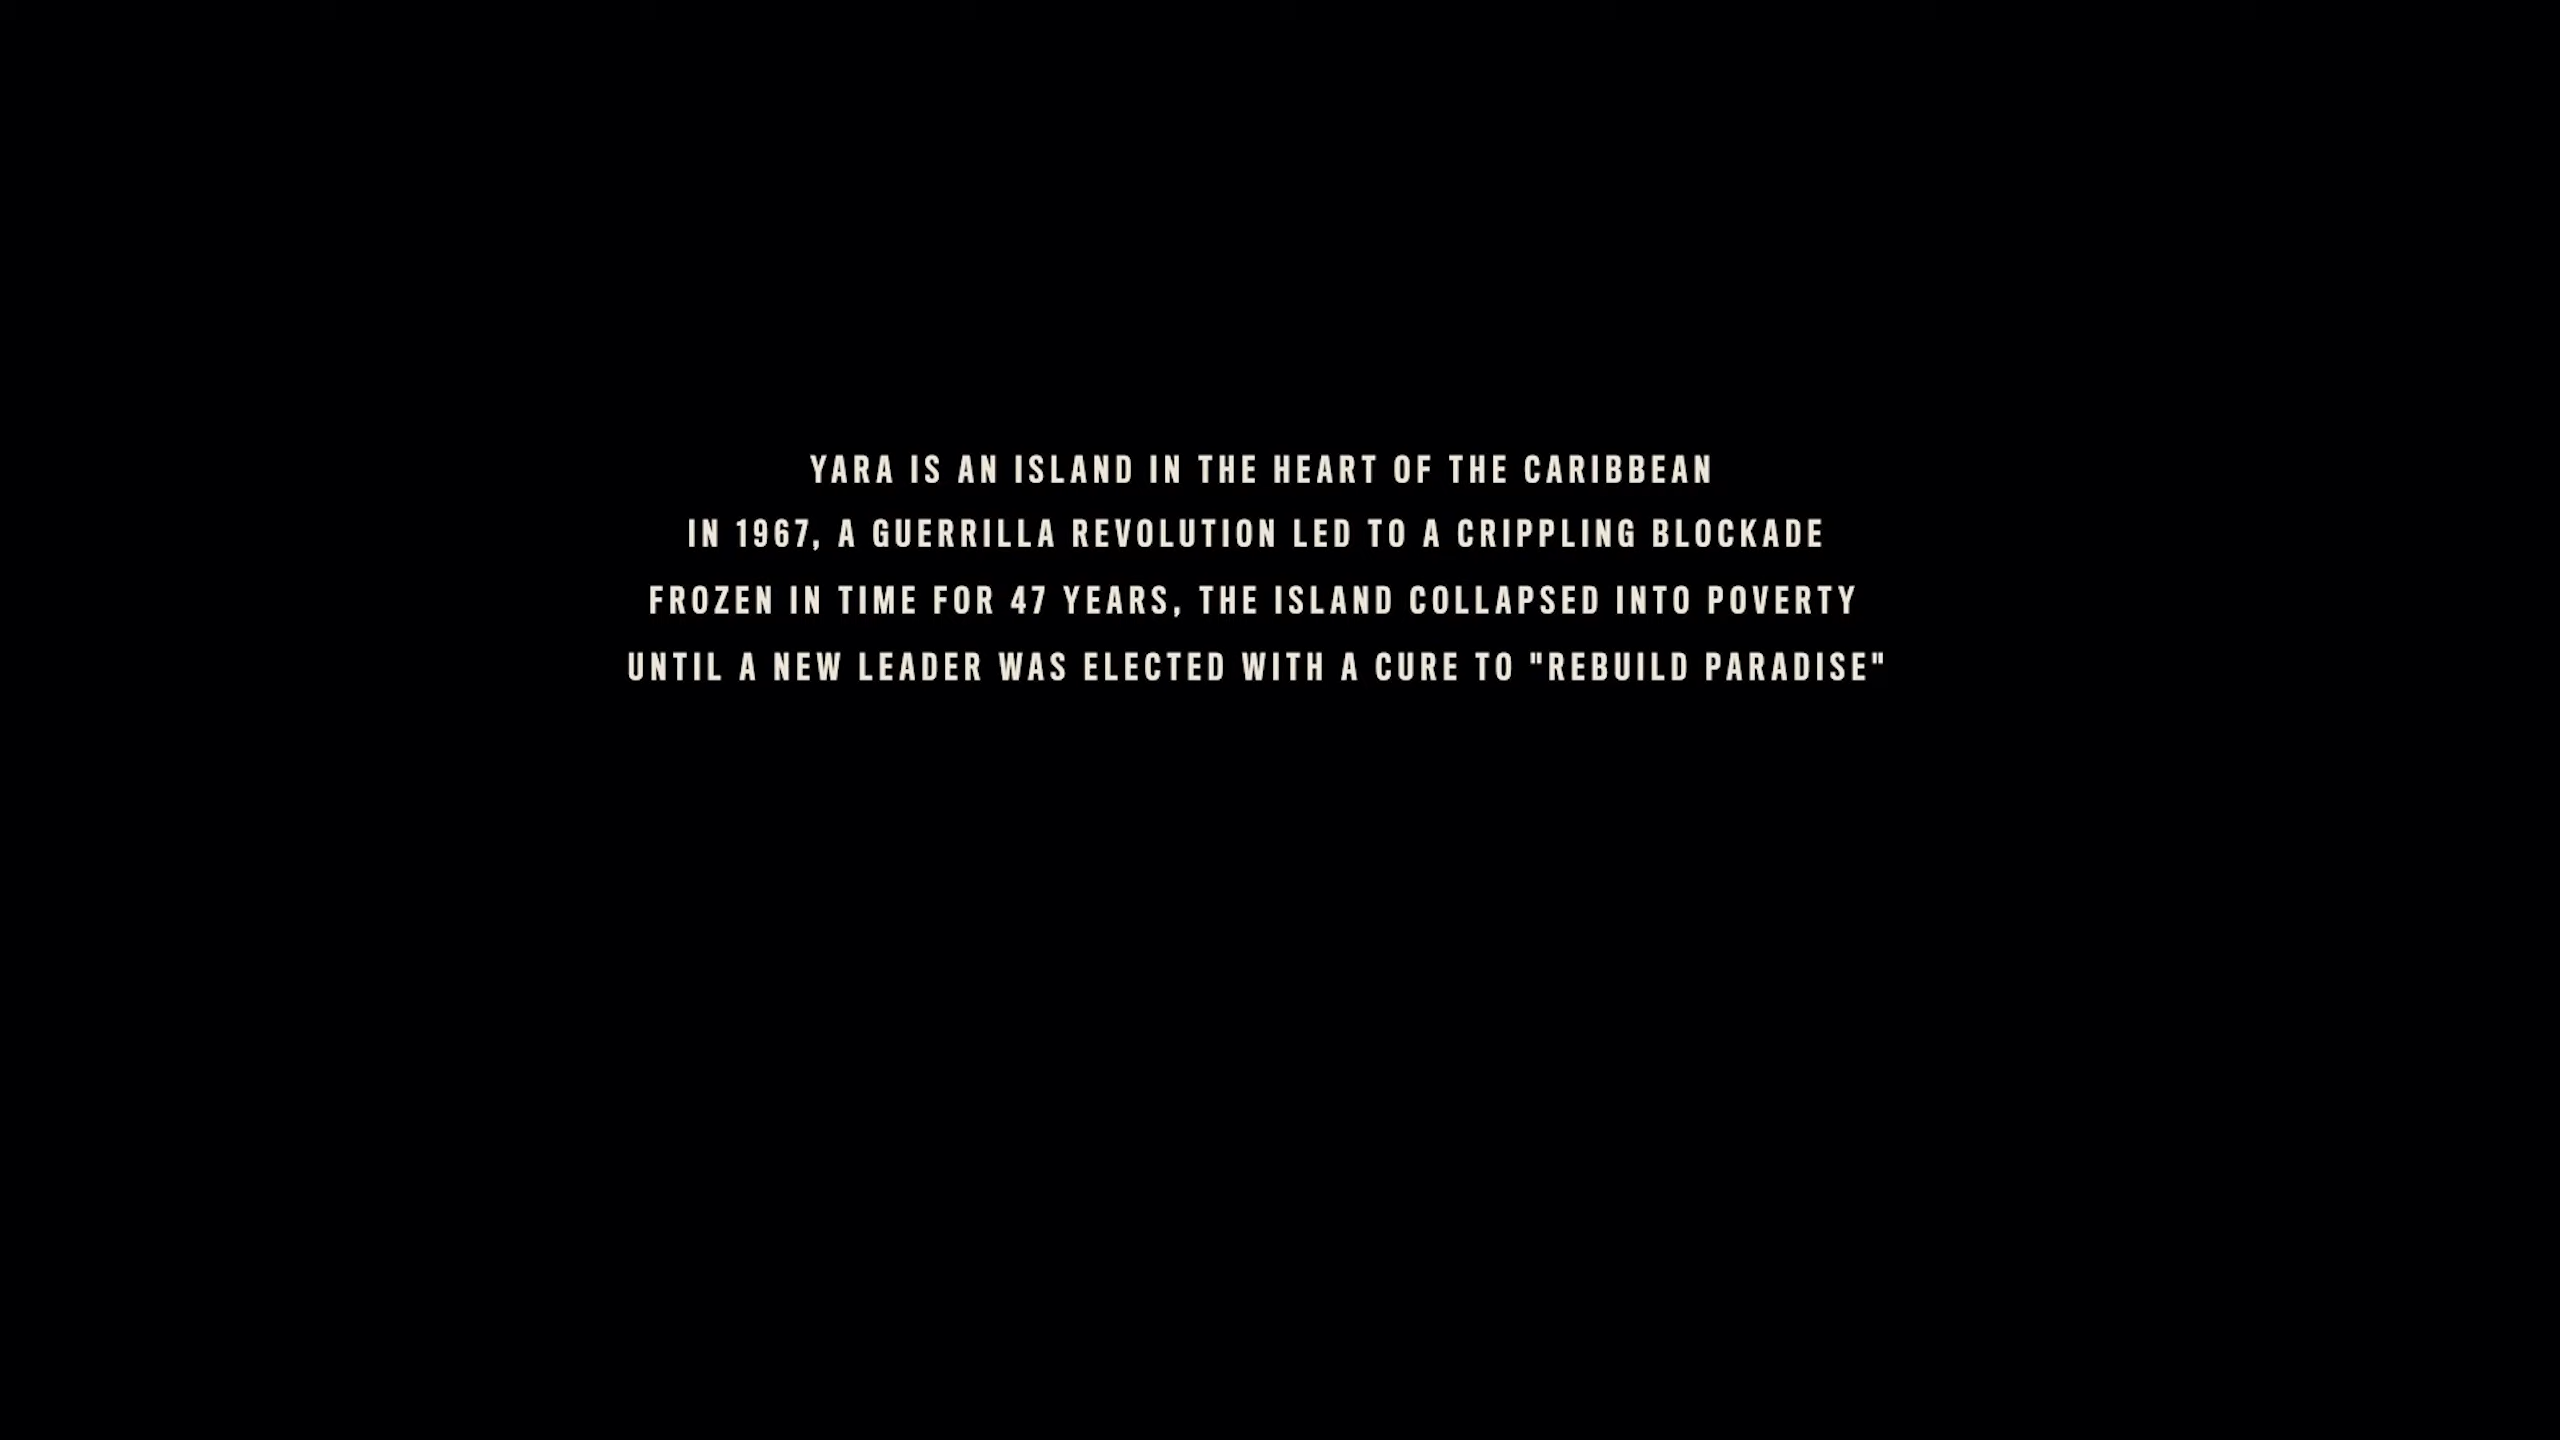 YARA IS AN ISLAND IN THE HEART OF THE CARIBBEAN
IN 1967, A GUERRILLA REVOLUTION LED TO A CRIPPLING BLOCKADE
FROZEN IN TIME FOR 47 YEARS, THE ISLAND COLLAPSED INTO POVERTY
UNTIL A NEW LEADER WAS ELECTED WITH A CURE TO "REBUILD PARADISE"